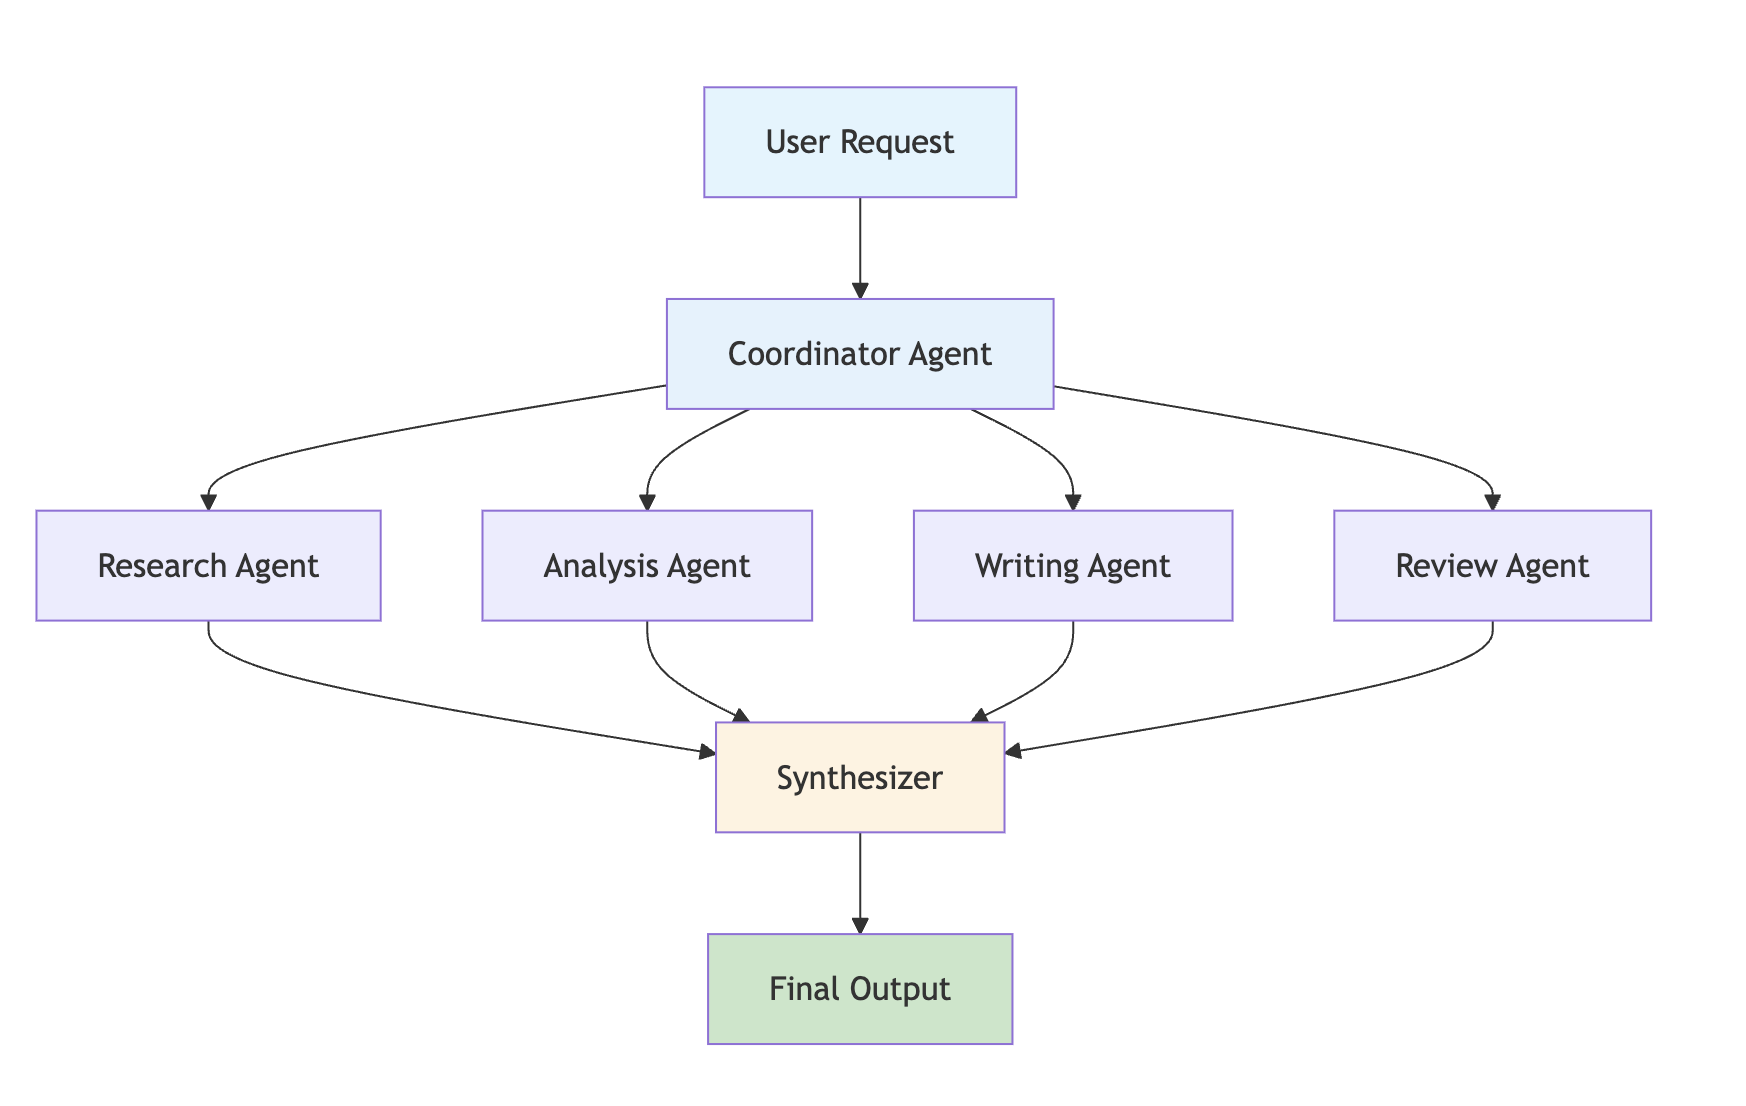 User Request
Coordinator Agent
Research Agent
Analysis Agent
Writing Agent
Review Agent
Synthesizer
Final Output